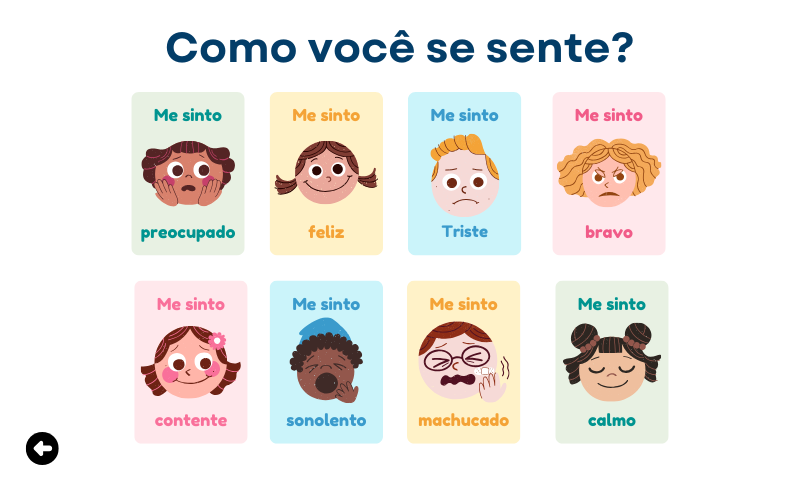 Como você se sente?
Me sinto
preocupado
Me sinto
feliz
Me sinto
Triste
Me sinto
bravo
Me sinto
contente
Me sinto
sonolento
Me sinto
machucado
Me sinto
calmo